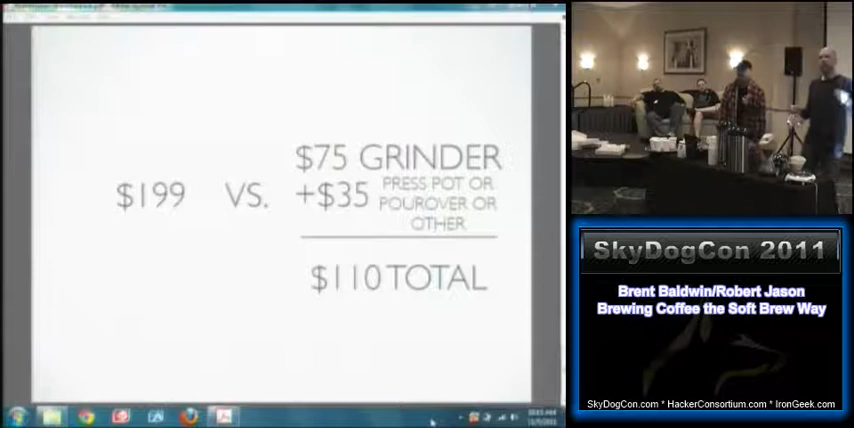 $75 GRINDER
$199 VS. +$35 PRESS POT OR
POUROVER OR
OTHER
$110 TOTAL
SkyDogCon 2011
Brent Baldwin/Robert Jason
Brewing Coffee the Soft Brew Way
SkyDogCon.com * HackerConsortium.com * IronGeek.com